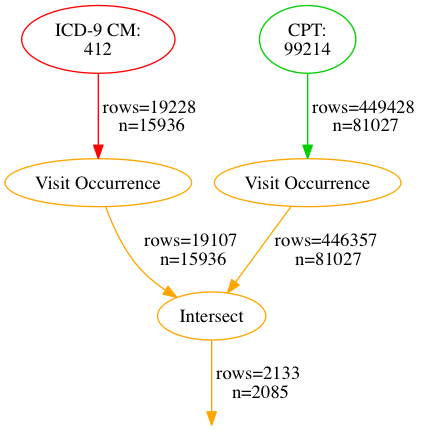 ICD-9 CM:
412
CPT:
99214
rows=19228
n=15936
rows=449428
n=81027
Visit Occurrence
Visit Occurrence
rows=19107
n=15936
rows=446357
n=81027
Intersect
rows=2133
n=2085